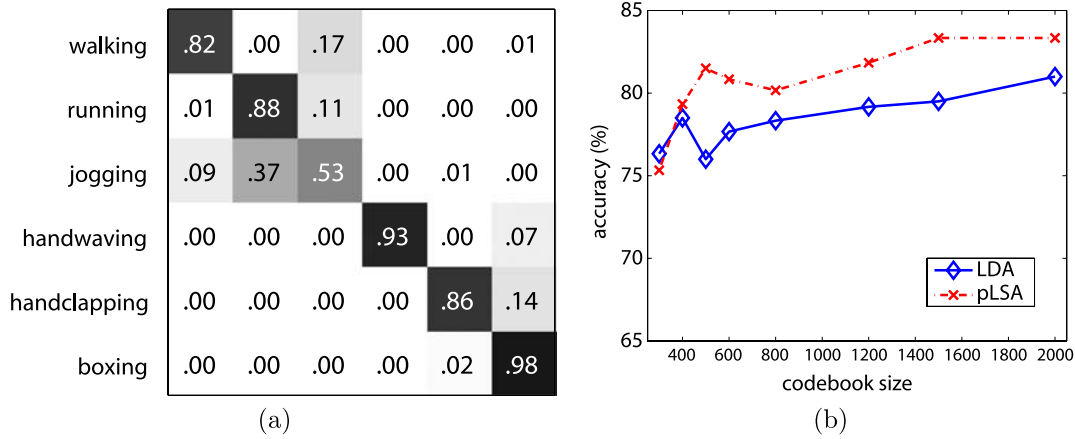 walking .82 .00 .17 .00 .00 .01
running .01 .88 .11 .00 .00 .00
jogging .09 .37 .53 .00 .01 .00
handwaving .00 .00 .00 .93 .00 .07
handclapping .00 .00 .00 .00 .86 .14
boxing .00 .00 .00 .00 .02 .98
(a)
85
80
75
70
65
accuracy (%)
LDA
pLSA
400 600 800 1000 1200 1400 1600 1800 2000
codebook size
(b)